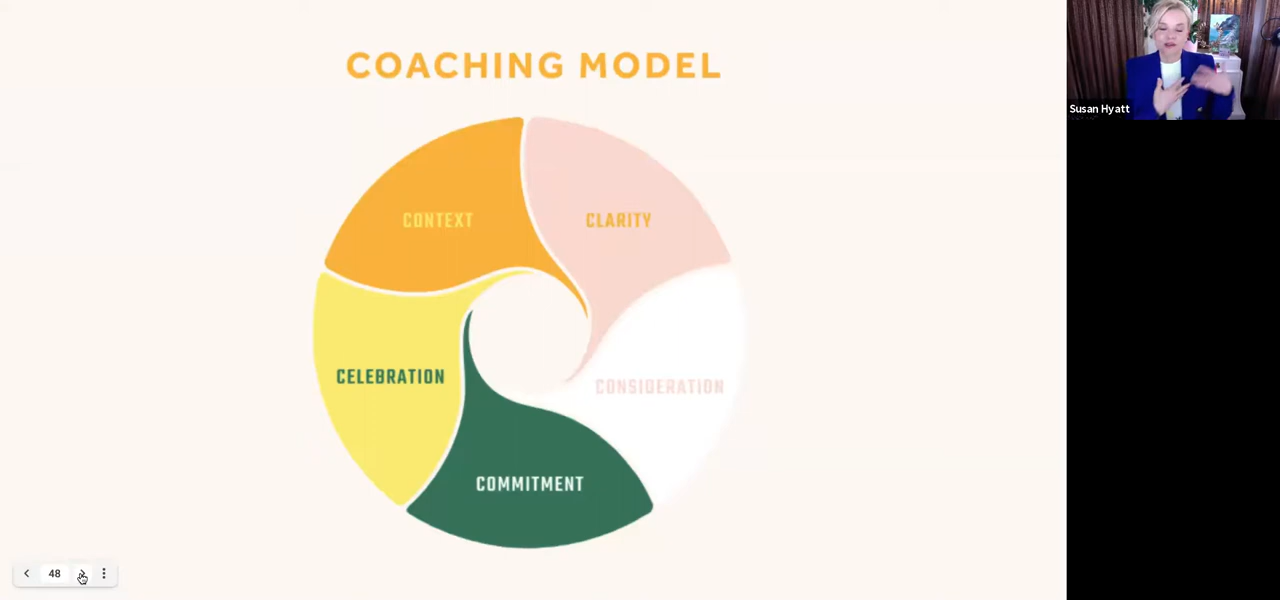 COACHING MODEL
Susan Hyatt
CONTEXT
CLARITY
CELEBRATION
CONSIDERATION
COMMITMENT
48